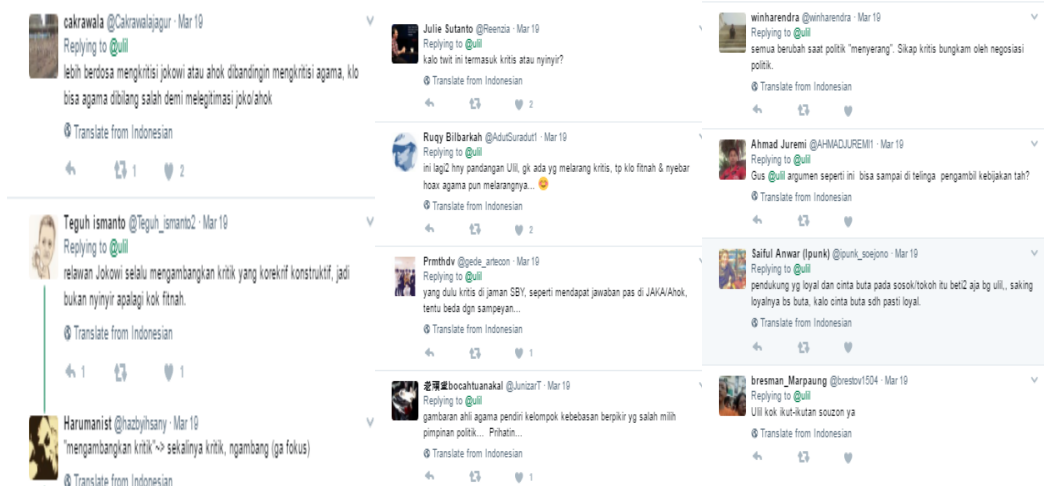 cakrawala @Cakrawalajagur · Mar 19
Replying to @ulil
lebih berdosa mengkritisi jokowi atau ahok dibandingin mengkritisi agama, klo
bisa agama dibilang salah demi melegitimasi joko/ahok
Translate from Indonesian
1 2
Teguh ismanto @Teguh_ismanto2 · Mar 19
Replying to @ulil
relawan Jokowi selalu mengambangkan kritik yang korekrif konstruktif, jadi
bukan nyinyir apalagi kok fitnah.
Translate from Indonesian
1 1
Harumanist @hazbyihsany · Mar 19
"mengambangkan kritik"~> sekalinya kritik, ngambang (ga fokus)
Translate from Indonesian
Julie Sutanto @Reenzia · Mar 19
Replying to @ulil
kalo twit ini termasuk kritis atau nyinyir?
Translate from Indonesian
2
Ruqy Bilbarkah @AdutSuradut1 · Mar 19
Replying to @ulil
ini lagi2 hny pandangan Ulil, gk ada yg melarang kritis, tp klo fitnah & nyebar
hoax agama pun melarangnya...
Translate from Indonesian
2
Prmthdv @gede_artecon · Mar 19
Replying to @ulil
yang dulu kritis di jaman SBY, seperti mendapat jawaban pas di JAKA/Ahok,
tentu beda dgn sampeyan...
Translate from Indonesian
1
bocahtuanakal @JunizarT · Mar 19
Replying to @ulil
gambaran ahli agama pendiri kelompok kebebasan berpikir yg salah milih
pimpinan politik... Prihatin...
Translate from Indonesian
1
winharendra @winharendra · Mar 19
Replying to @ulil
semua berubah saat politik "menyerang". Sikap kritis bungkam oleh negosiasi
politik.
Translate from Indonesian
Ahmad Juremi @AHMADJUREMI1 · Mar 19
Replying to @ulil
Gus @ulil argumen seperti ini bisa sampai di telinga pengambil kebijakan tah?
Translate from Indonesian
Saiful Anwar (Ipunk) @ipunk_soejono · Mar 19
Replying to @ulil
pendukung yg loyal dan cinta buta pada sosok/tokoh itu beti2 aja bg ulil,, saking
loyalnya bs buta, kalo cinta buta sdh pasti loyal.
Translate from Indonesian
bresman_Marpaung @brestov1504 · Mar 19
Replying to @ulil
Ulil kok ikut-ikutan souzon ya
Translate from Indonesian